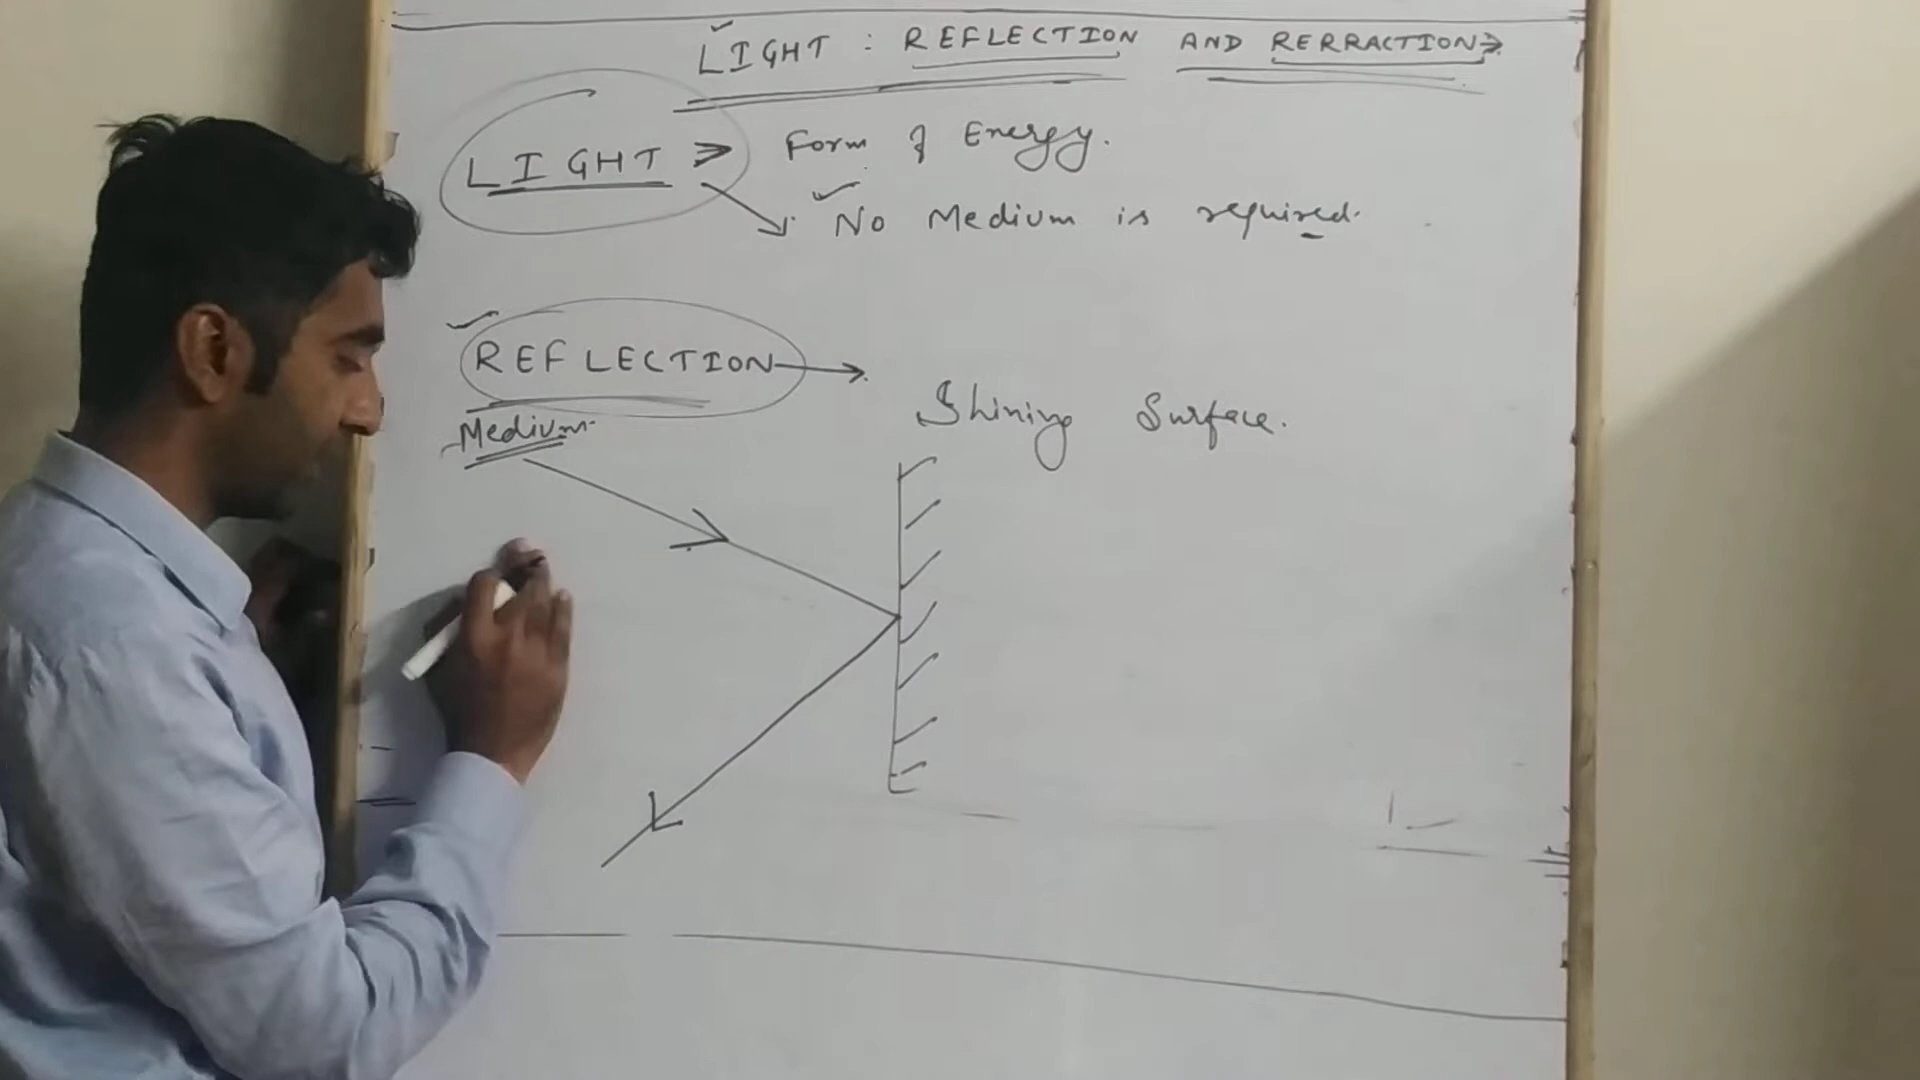 LIGHT : REFLECTION AND RERRACTION
LIGHT Form of Energy.
No Medium is required.
REFLECTION
Shining Surface.
Medium